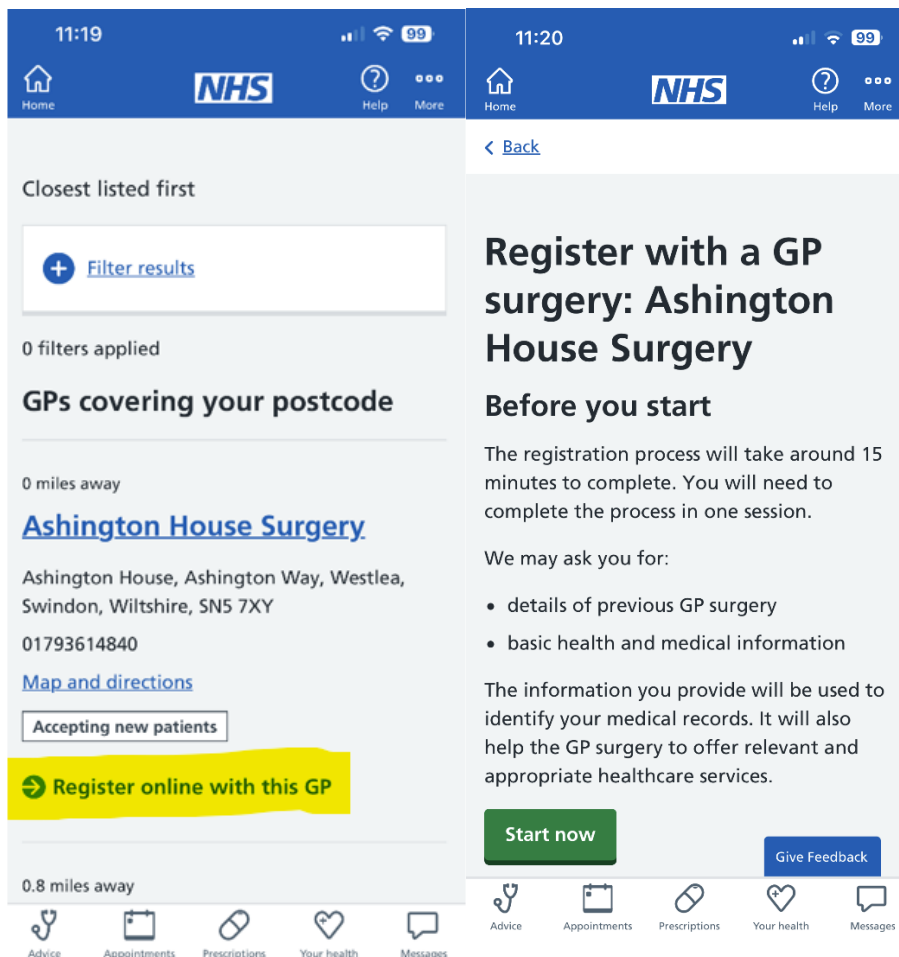 11:19
99
Home
NHS
Help
More
Closest listed first
Filter results
0 filters applied
GPs covering your postcode
0 miles away
Ashington House Surgery
Ashington House, Ashington Way, Westlea,
Swindon, Wiltshire, SN5 7XY
01793614840
Map and directions
Accepting new patients
Register online with this GP
0.8 miles away
Advice
Appointments
Prescriptions
Your health
Messages
11:20
99
Home
NHS
Help
More
Back
Register with a GP
surgery: Ashington
House Surgery
Before you start
The registration process will take around 15
minutes to complete. You will need to
complete the process in one session.
We may ask you for:
• details of previous GP surgery
• basic health and medical information
The information you provide will be used to
identify your medical records. It will also
help the GP surgery to offer relevant and
appropriate healthcare services.
Start now
Give Feedback
Advice
Appointments
Prescriptions
Your health
Messages